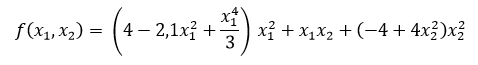 f(x₁, x₂) = (4 − 2,1x₁² + x₁⁴/3) x₁² + x₁x₂ + (−4 + 4x₂²)x₂²